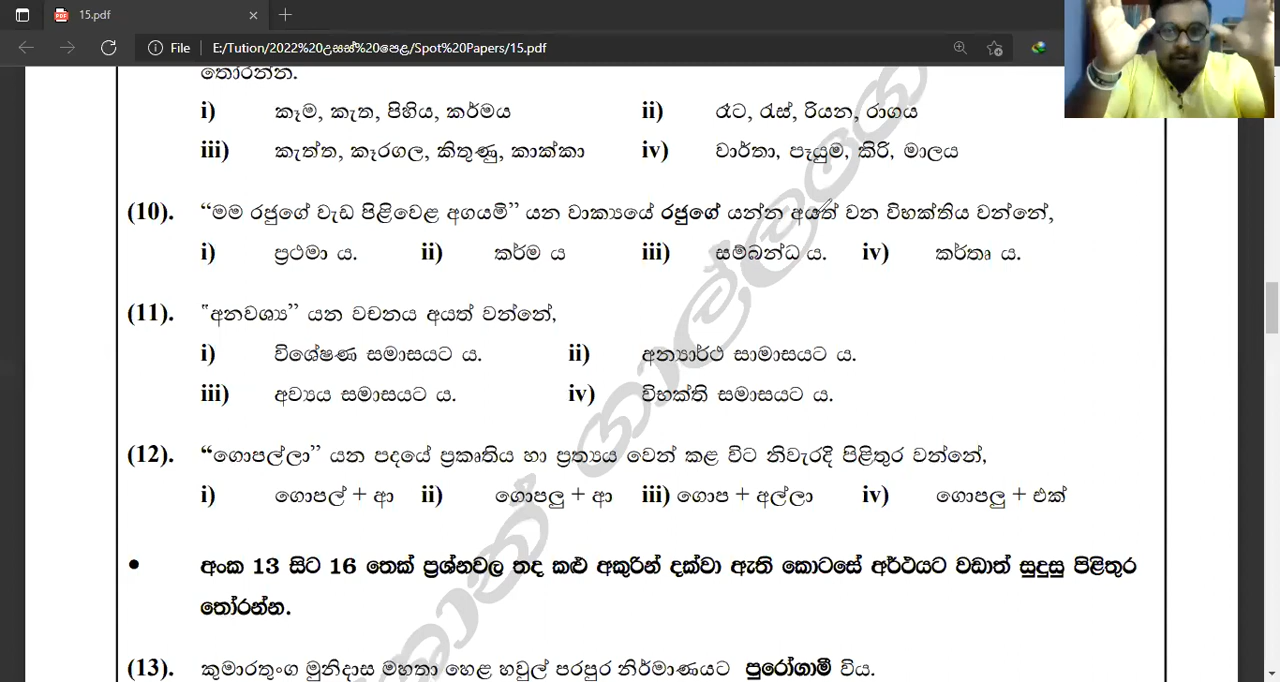 15.pdf
File E:/Tution/2022%20උසස්%20පෙළ/Spot%20Papers/15.pdf
තෝරන්න.
i) කෑම, කැත, පිහිය, කර්මය ii) රෑට, රැස්, රියන, රාගය
iii) කැත්ත, කෑරගල, කිතුණු, කාක්කා iv) වාර්තා, පෑයුම, කිරි, මාලය
(10). “මම රජුගේ වැඩ පිළිවෙළ අගයමි” යන වාක්‍යයේ රජුගේ යන්න අයත් වන විභක්තිය වන්නේ,
i) ප්‍රථමා ය. ii) කර්ම ය iii) සම්බන්ධ ය. iv) කර්තෘ ය.
(11). “අනවශ්‍ය” යන වචනය අයත් වන්නේ,
i) විශේෂණ සමාසයට ය. ii) අන්‍යාර්ථ සාමාසයට ය.
iii) අව්‍යය සමාසයට ය. iv) විභක්ති සමාසයට ය.
(12). “ගොපල්ලා” යන පදයේ ප්‍රකෘතිය හා ප්‍රත්‍යය වෙන් කළ විට නිවැරදි පිළිතුර වන්නේ,
i) ගොපල් + ආ ii) ගොපලු + ආ iii) ගොප + අල්ලා iv) ගොපලු + එක්
• අංක 13 සිට 16 තෙක් ප්‍රශ්නවල තද කළු අකුරින් දක්වා ඇති කොටසේ අර්ථයට වඩාත් සුදුසු පිළිතුර
තෝරන්න.
(13). කුමාරතුංග මුනිදාස මහතා හෙළ හවුල් පරපුර නිර්මාණයට පුරෝගාමී විය.